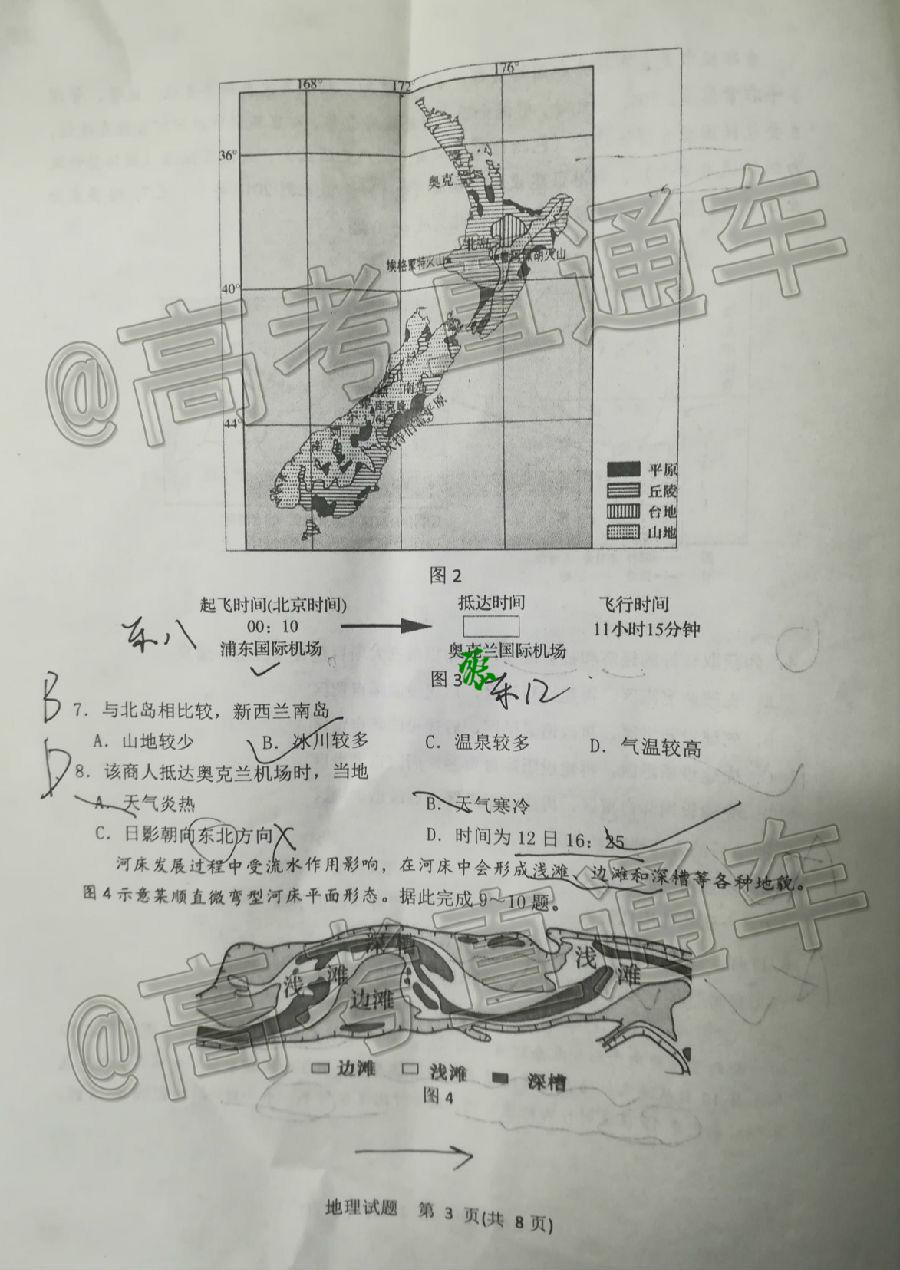 168° 172 176°
36°
奥克
北岛
埃格蒙特火山
胡火山
40°
南岛
库克峰
44°
平原
丘陵
台地
山地
图2
起飞时间(北京时间) 抵达时间 飞行时间
00：10 11小时15分钟
浦东国际机场 奥克兰国际机场
东八
图3
东12
B
7．与北岛相比较，新西兰南岛
A．山地较少 B．冰川较多 C．温泉较多 D．气温较高
D
8．该商人抵达奥克兰机场时，当地
A．天气炎热 B．天气寒冷
C．日影朝向东北方向 D．时间为12日16：25
河床发展过程中受流水作用影响，在河床中会形成浅滩、边滩和深槽等各种地貌。
图4示意某顺直微弯型河床平面形态。据此完成9～10题。
深槽
浅滩
边滩
浅滩
边滩 浅滩 深槽
图4
地理试题 第 3 页(共 8页)
@高考直通车
@高考直通车